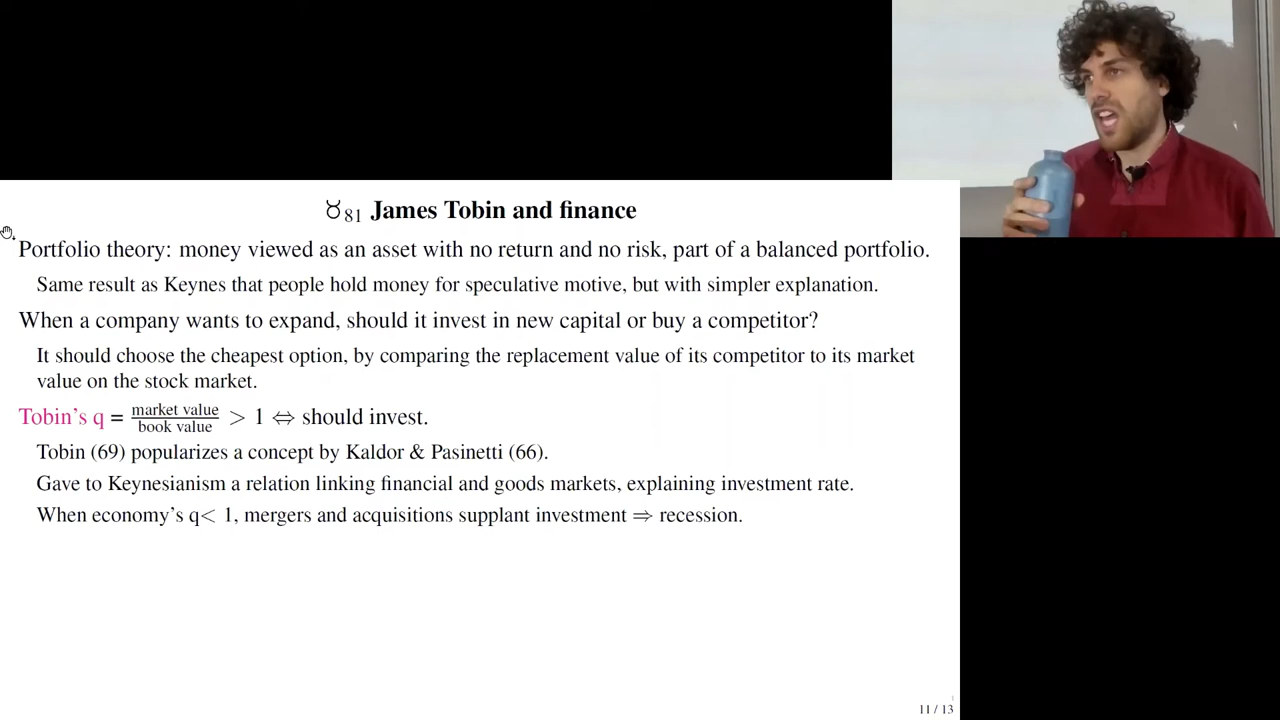 ♉81 James Tobin and finance
Portfolio theory: money viewed as an asset with no return and no risk, part of a balanced portfolio.
Same result as Keynes that people hold money for speculative motive, but with simpler explanation.
When a company wants to expand, should it invest in new capital or buy a competitor?
It should choose the cheapest option, by comparing the replacement value of its competitor to its market
value on the stock market.
Tobin's q = market value / book value > 1 ⇔ should invest.
Tobin (69) popularizes a concept by Kaldor & Pasinetti (66).
Gave to Keynesianism a relation linking financial and goods markets, explaining investment rate.
When economy's q< 1, mergers and acquisitions supplant investment ⇒ recession.
11 / 13